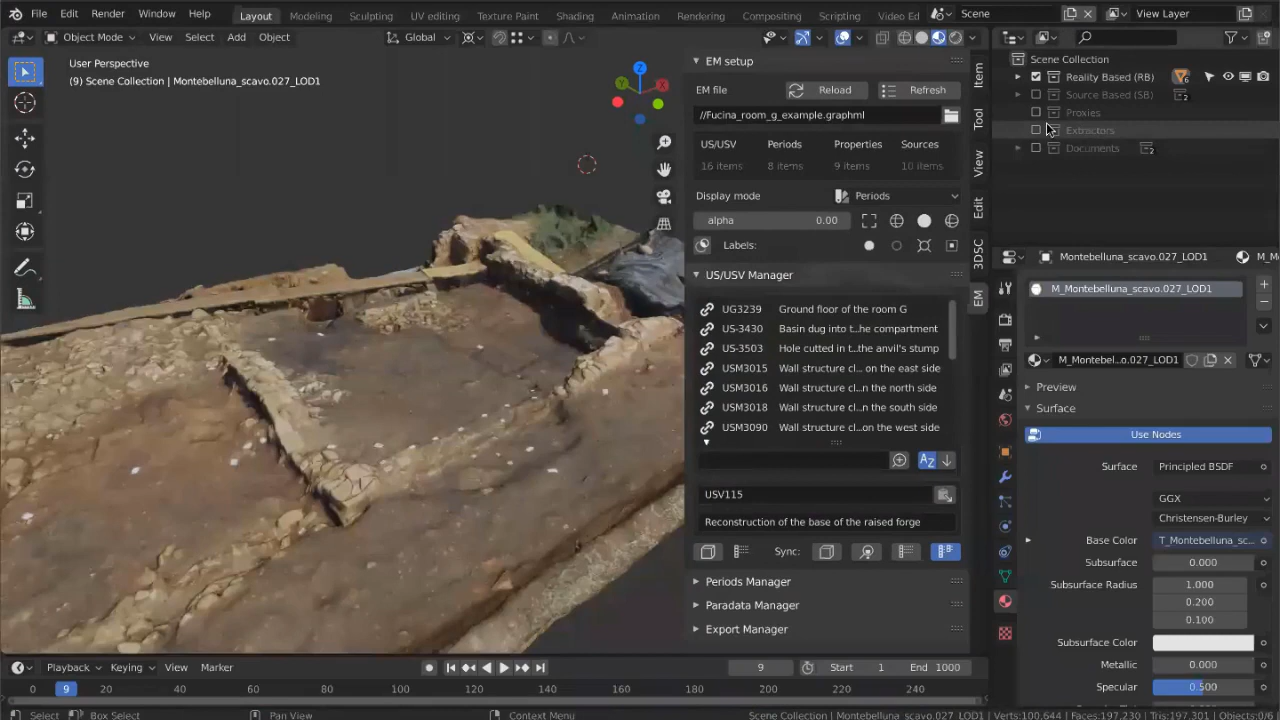 File Edit Render Window Help Layout Modeling Sculpting UV editing Texture Paint Shading Animation Rendering Compositing Scripting Video Ed Scene View Layer
Object Mode View Select Add Object Global
User Perspective
(9) Scene Collection | Montebelluna_scavo.027_LOD1
Z
Y
X
EM setup
EM file Reload Refresh
//Fucina_room_g_example.graphml
US/USV Periods Properties Sources
16 items 8 items 9 items 10 items
Display mode Periods
alpha 0.00
Labels:
US/USV Manager
UG3239 Ground floor of the room G
US-3430 Basin dug into t...he compartment
US-3503 Hole cutted in t...the anvil's stump
USM3015 Wall structure cl... on the east side
USM3016 Wall structure cl...n the north side
USM3018 Wall structure cl...on the south side
USM3090 Wall structure cl...on the west side
USV115
Reconstruction of the base of the raised forge
Sync:
Periods Manager
Paradata Manager
Export Manager
Item
Tool
View
Edit
3DSC
EM
Scene Collection
Reality Based (RB) 6
Source Based (SB) 2
Proxies
Extractors
Documents 2
Montebelluna_scavo.027_LOD1 M_M
M_Montebelluna_scavo.027_LOD1
M_Montebel...o.027_LOD1
Preview
Surface
Use Nodes
Surface Principled BSDF
GGX
Christensen-Burley
Base Color T_Montebelluna_sc...
Subsurface 0.000
Subsurface Radius 1.000
0.200
0.100
Subsurface Color
Metallic 0.000
Specular 0.500
Playback Keying View Marker 9 Start 1 End 1000
0 9 20 40 60 80 100 120 140 160 180 200 220 240
Select Box Select Pan View Context Menu Scene Collection | Montebelluna_scavo.027_LOD1 | Verts:100,644 | Faces:197,230 | Tris:197,301 | Objects:0/6